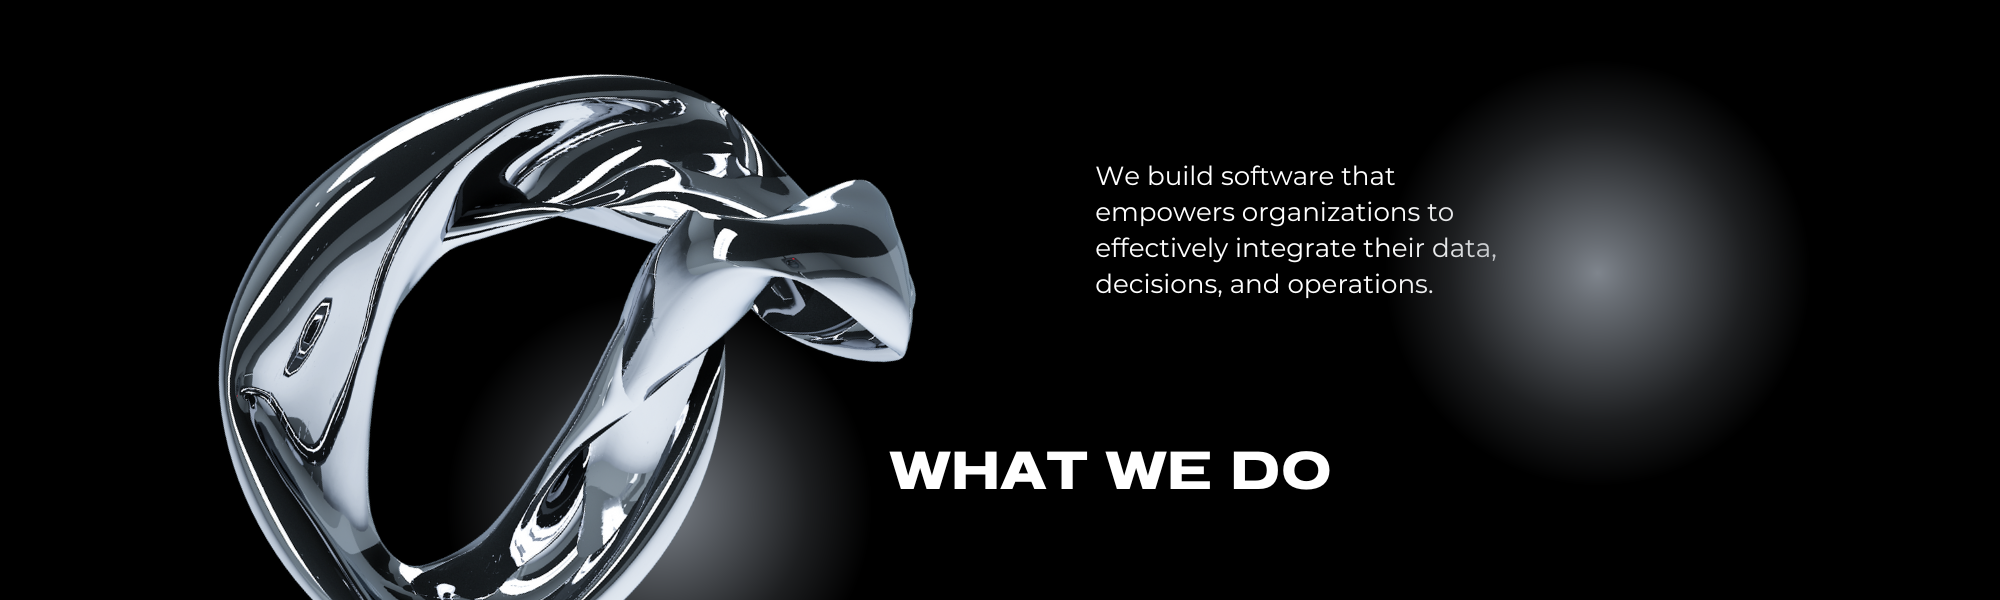 We build software that
empowers organizations to
effectively integrate their data,
decisions, and operations.
WHAT WE DO